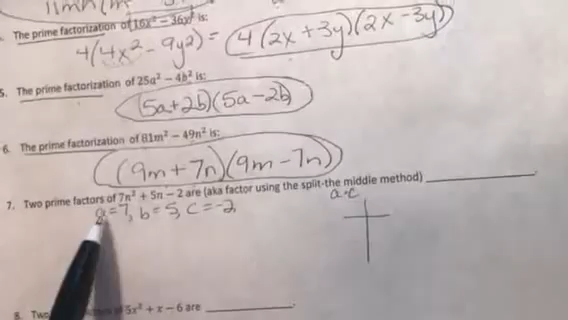 The prime factorization of 16x² – 36y² is:
4(4x² - 9y²) = 4(2x + 3y)(2x - 3y)
5. The prime factorization of 25a² – 4b² is:
(5a+2b)(5a-2b)
6. The prime factorization of 81m² – 49n² is:
(9m + 7n)(9m - 7n)
7. Two prime factors of 7n² + 5n – 2 are (aka factor using the split-the middle method)
a=7, b=5, c=-2
a·c
8. Two of 5x² + x – 6 are